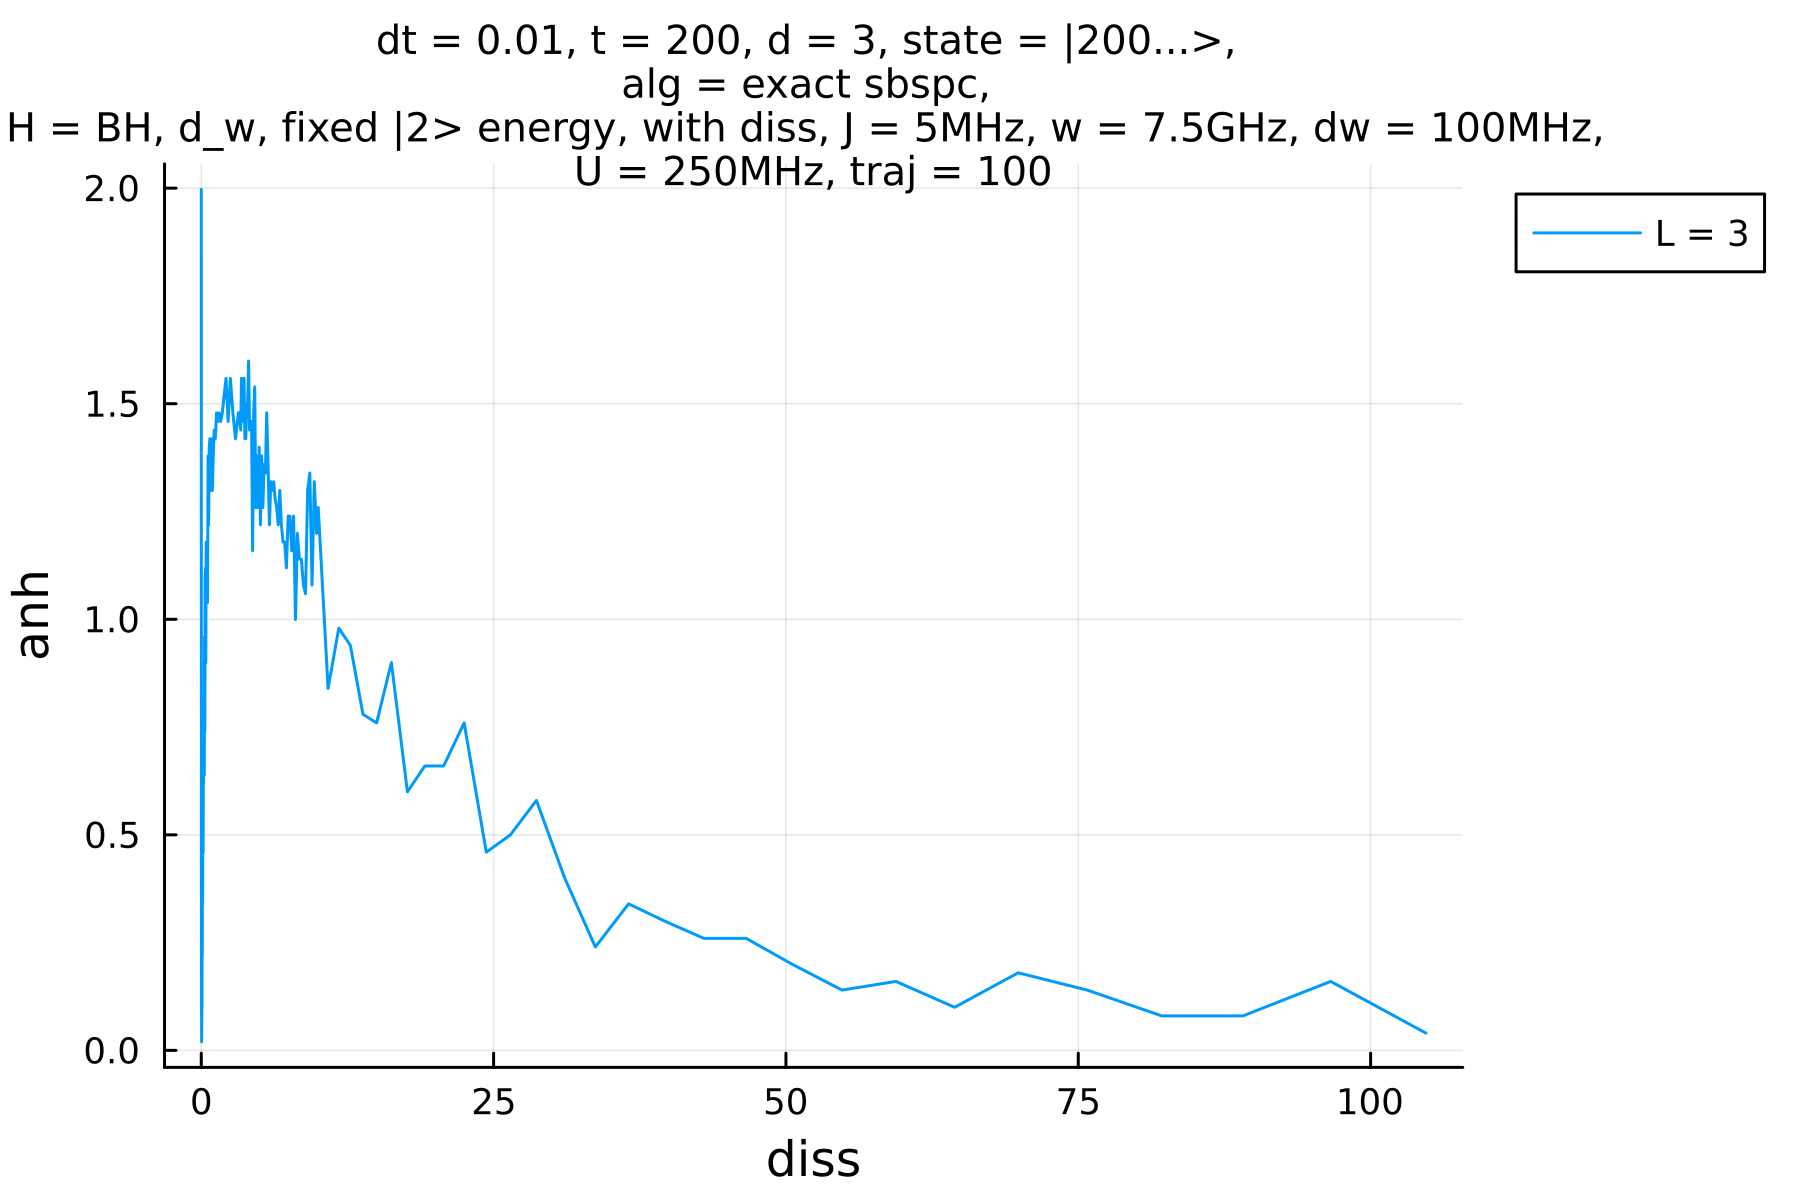 dt = 0.01, t = 200, d = 3, state = |200...>,
alg = exact sbspc,
H = BH, d_w, fixed |2> energy, with diss, J = 5MHz, w = 7.5GHz, dw = 100MHz,
U = 250MHz, traj = 100
2.0
1.5
1.0
0.5
0.0
anh
L = 3
0 25 50 75 100
diss